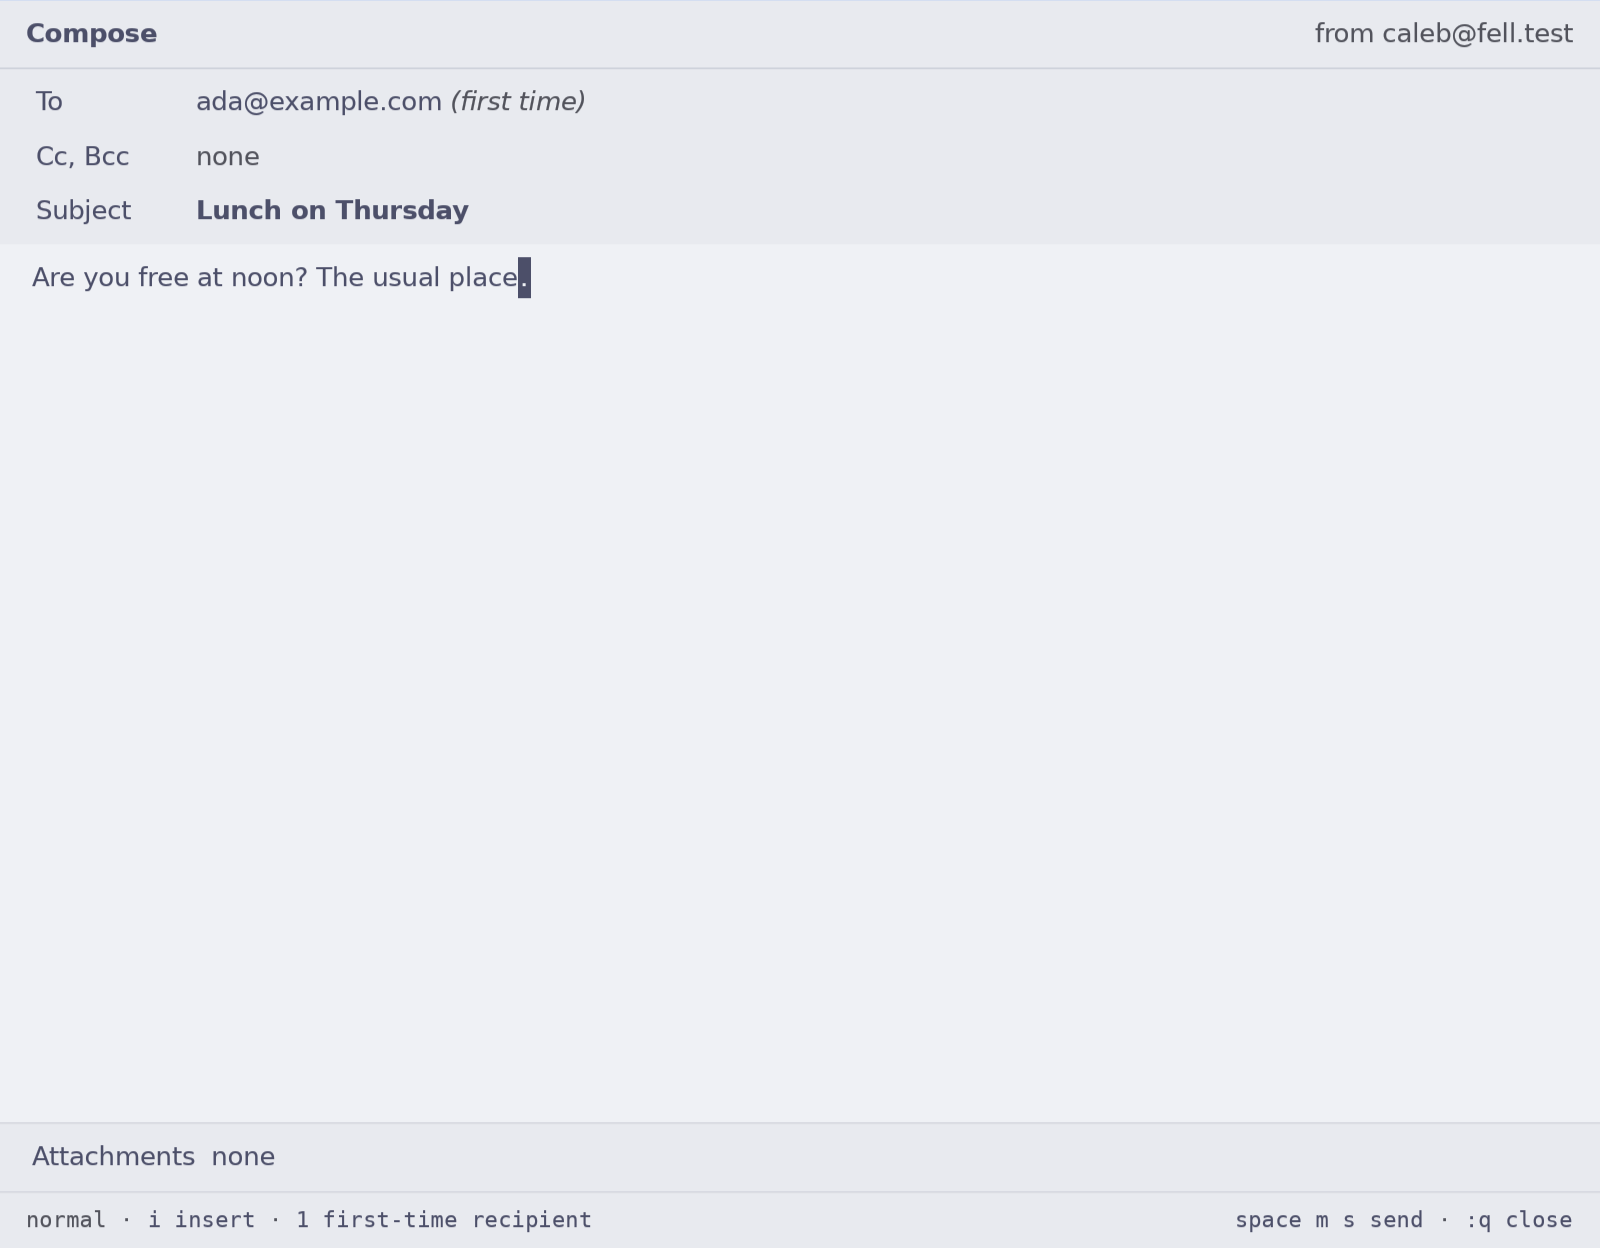 Compose from caleb@fell.test
To ada@example.com (first time)
Cc, Bcc none
Subject Lunch on Thursday
Are you free at noon? The usual place.
Attachments none
normal · i insert · 1 first-time recipient space m s send · :q close